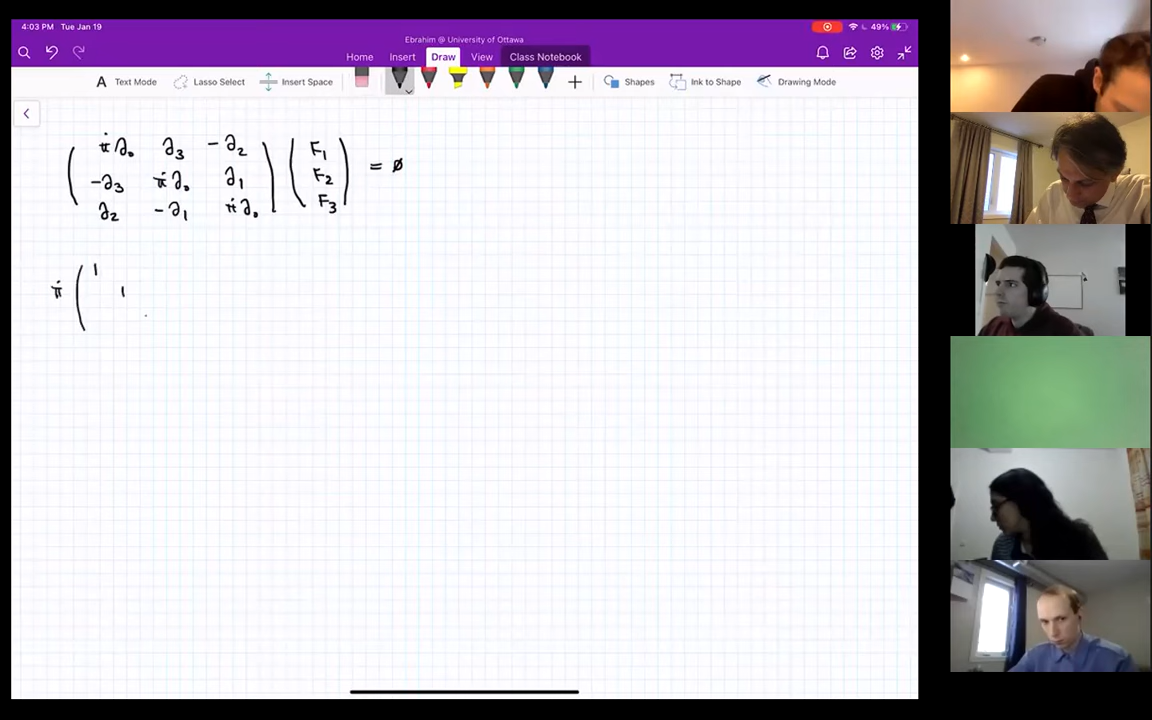 4:03 PM Tue Jan 19
49%
Ebrahim @ University of Ottawa
Home Insert Draw View Class Notebook
Text Mode Lasso Select Insert Space Shapes Ink to Shape Drawing Mode
( i∂₀ ∂₃ -∂₂ ) ( F₁ )
( -∂₃ i∂₀ ∂₁ ) ( F₂ ) = 0
( ∂₂ -∂₁ i∂₀ ) ( F₃ )
i ( 1
1